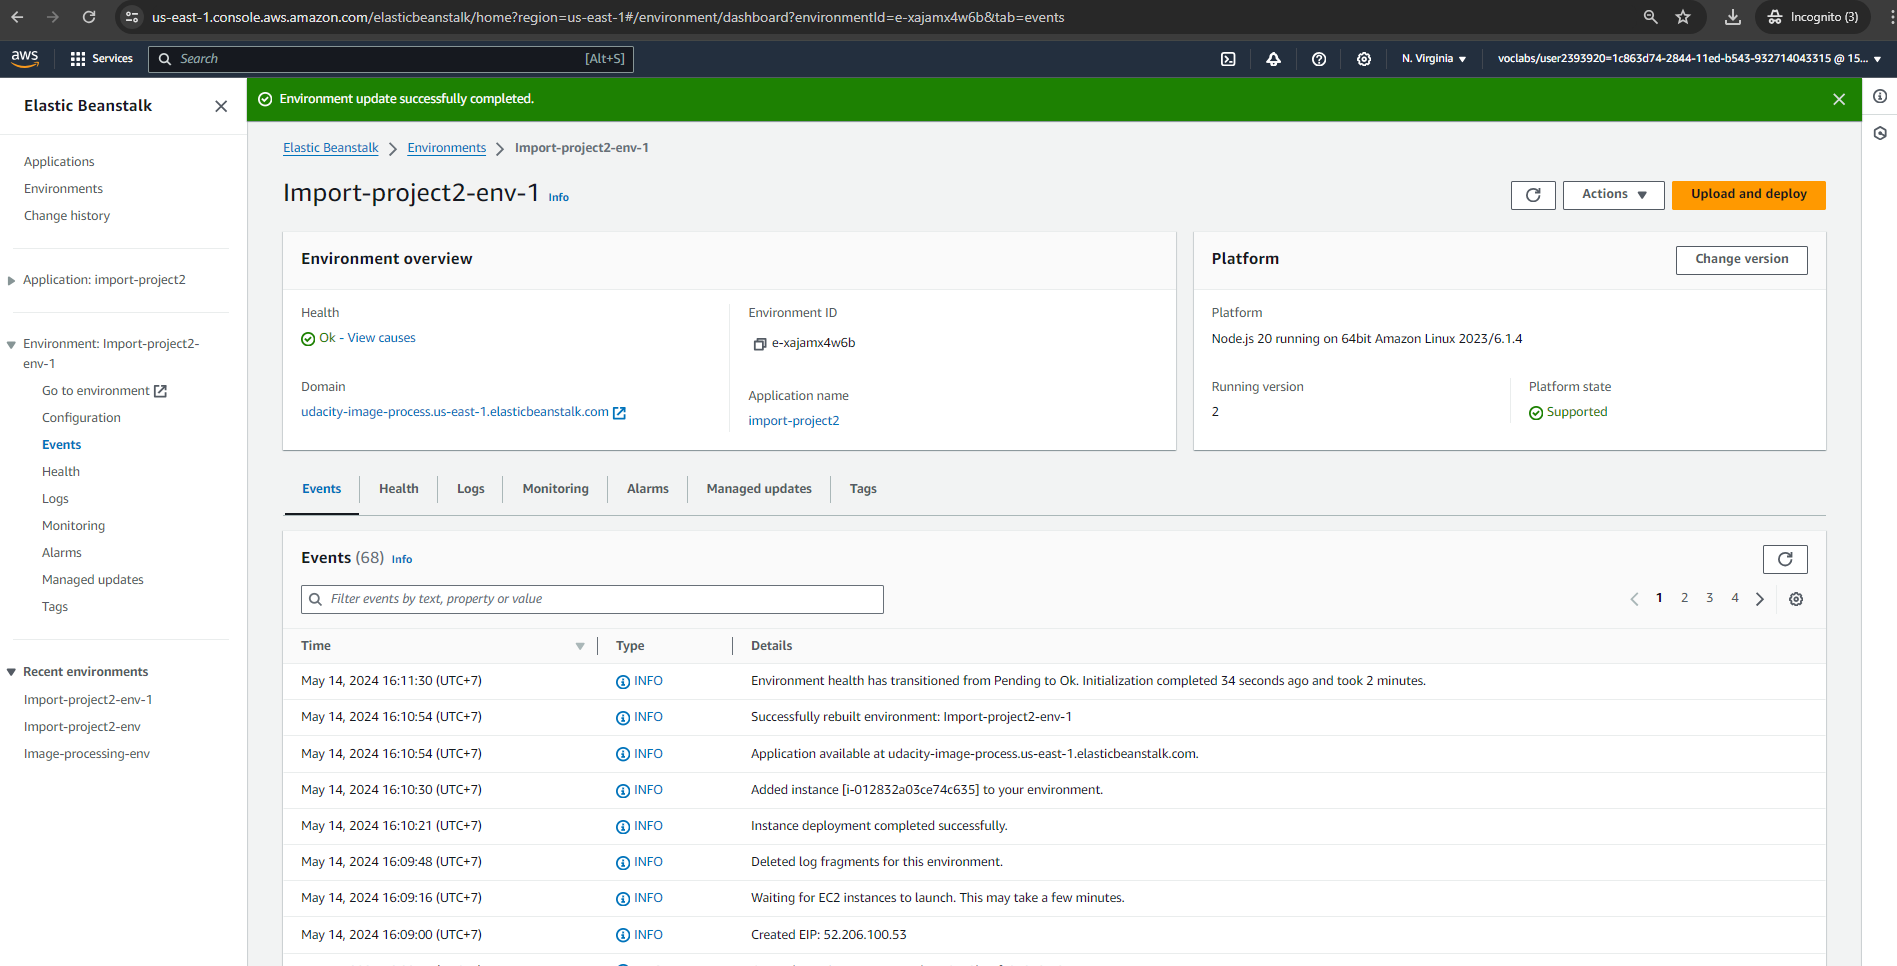 us-east-1.console.aws.amazon.com/elasticbeanstalk/home?region=us-east-1#/environment/dashboard?environmentId=e-xajamx4w6b&tab=events
Incognito (3)
aws
Services
Search
[Alt+S]
N. Virginia
voclabs/user2393920=1c863d74-2844-11ed-b543-932714043315 @ 15...
Elastic Beanstalk
Environment update successfully completed.
Applications
Environments
Change history
Application: import-project2
Environment: Import-project2-
env-1
Go to environment
Configuration
Events
Health
Logs
Monitoring
Alarms
Managed updates
Tags
Recent environments
Import-project2-env-1
Import-project2-env
Image-processing-env
Elastic Beanstalk
Environments
Import-project2-env-1
Import-project2-env-1 Info
Actions
Upload and deploy
Environment overview
Health
Ok - View causes
Domain
udacity-image-process.us-east-1.elasticbeanstalk.com
Environment ID
e-xajamx4w6b
Application name
import-project2
Platform
Change version
Platform
Node.js 20 running on 64bit Amazon Linux 2023/6.1.4
Running version
2
Platform state
Supported
Events
Health
Logs
Monitoring
Alarms
Managed updates
Tags
Events (68) Info
Filter events by text, property or value
1 2 3 4
Time Type Details
May 14, 2024 16:11:30 (UTC+7) INFO Environment health has transitioned from Pending to Ok. Initialization completed 34 seconds ago and took 2 minutes.
May 14, 2024 16:10:54 (UTC+7) INFO Successfully rebuilt environment: Import-project2-env-1
May 14, 2024 16:10:54 (UTC+7) INFO Application available at udacity-image-process.us-east-1.elasticbeanstalk.com.
May 14, 2024 16:10:30 (UTC+7) INFO Added instance [i-012832a03ce74c635] to your environment.
May 14, 2024 16:10:21 (UTC+7) INFO Instance deployment completed successfully.
May 14, 2024 16:09:48 (UTC+7) INFO Deleted log fragments for this environment.
May 14, 2024 16:09:16 (UTC+7) INFO Waiting for EC2 instances to launch. This may take a few minutes.
May 14, 2024 16:09:00 (UTC+7) INFO Created EIP: 52.206.100.53